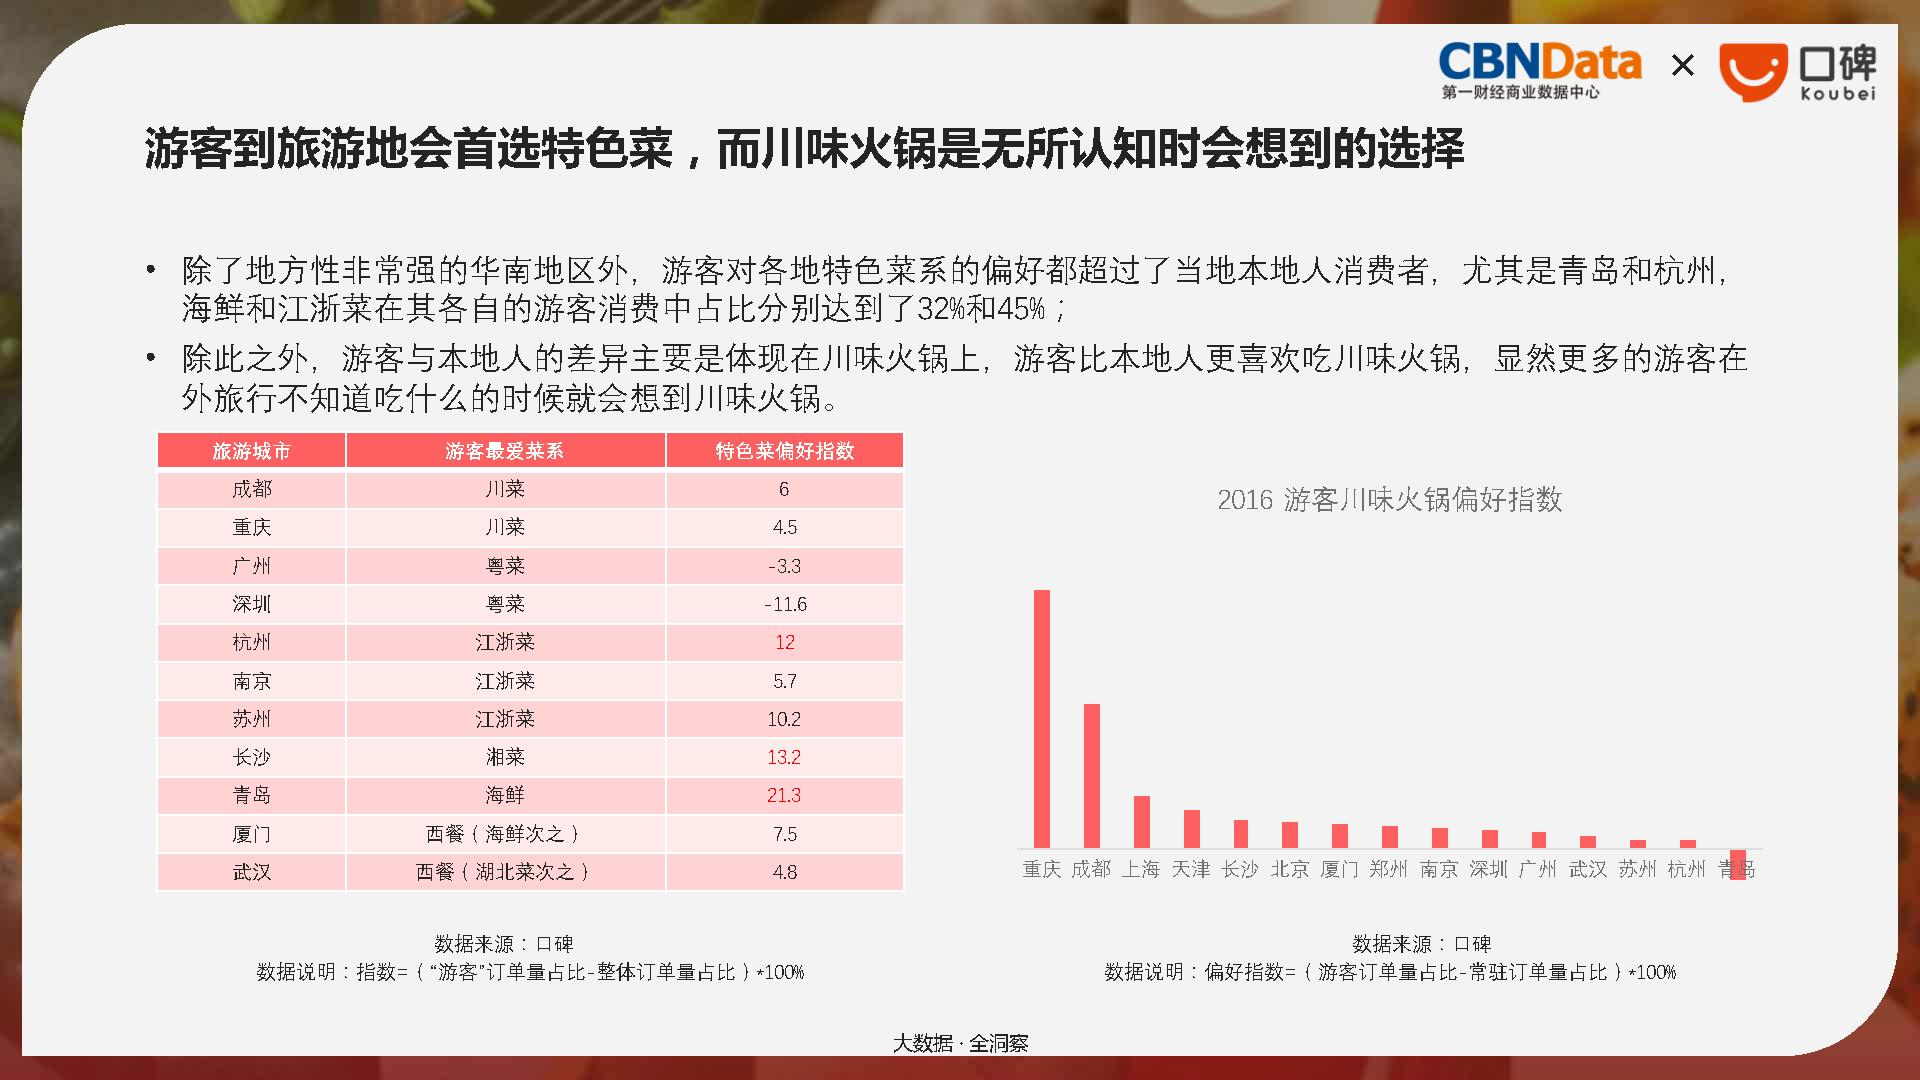 CBNData
第一财经商业数据中心
×
口碑
Koubei
游客到旅游地会首选特色菜，而川味火锅是无所认知时会想到的选择
• 除了地方性非常强的华南地区外，游客对各地特色菜系的偏好都超过了当地本地人消费者，尤其是青岛和杭州，
海鲜和江浙菜在其各自的游客消费中占比分别达到了32%和45%；
• 除此之外，游客与本地人的差异主要是体现在川味火锅上，游客比本地人更喜欢吃川味火锅，显然更多的游客在
外旅行不知道吃什么的时候就会想到川味火锅。
旅游城市 游客最爱菜系 特色菜偏好指数
成都 川菜 6
重庆 川菜 4.5
广州 粤菜 -3.3
深圳 粤菜 -11.6
杭州 江浙菜 12
南京 江浙菜 5.7
苏州 江浙菜 10.2
长沙 湘菜 13.2
青岛 海鲜 21.3
厦门 西餐（海鲜次之） 7.5
武汉 西餐（湖北菜次之） 4.8
数据来源：口碑
数据说明：指数=（“游客”订单量占比-整体订单量占比）*100%
2016 游客川味火锅偏好指数
重庆 成都 上海 天津 长沙 北京 厦门 郑州 南京 深圳 广州 武汉 苏州 杭州 青岛
数据来源：口碑
数据说明：偏好指数=（游客订单量占比-常驻订单量占比）*100%
大数据·全洞察